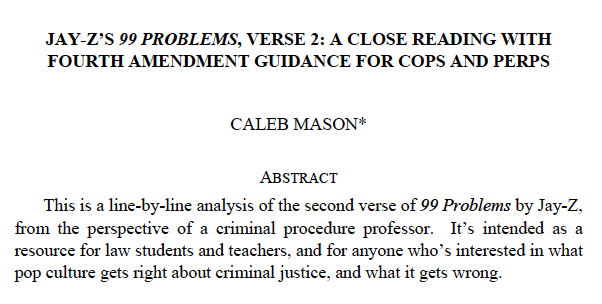 JAY-Z’S 99 PROBLEMS, VERSE 2: A CLOSE READING WITH
FOURTH AMENDMENT GUIDANCE FOR COPS AND PERPS
CALEB MASON*
ABSTRACT
This is a line-by-line analysis of the second verse of 99 Problems by Jay-Z,
from the perspective of a criminal procedure professor. It’s intended as a
resource for law students and teachers, and for anyone who’s interested in what
pop culture gets right about criminal justice, and what it gets wrong.